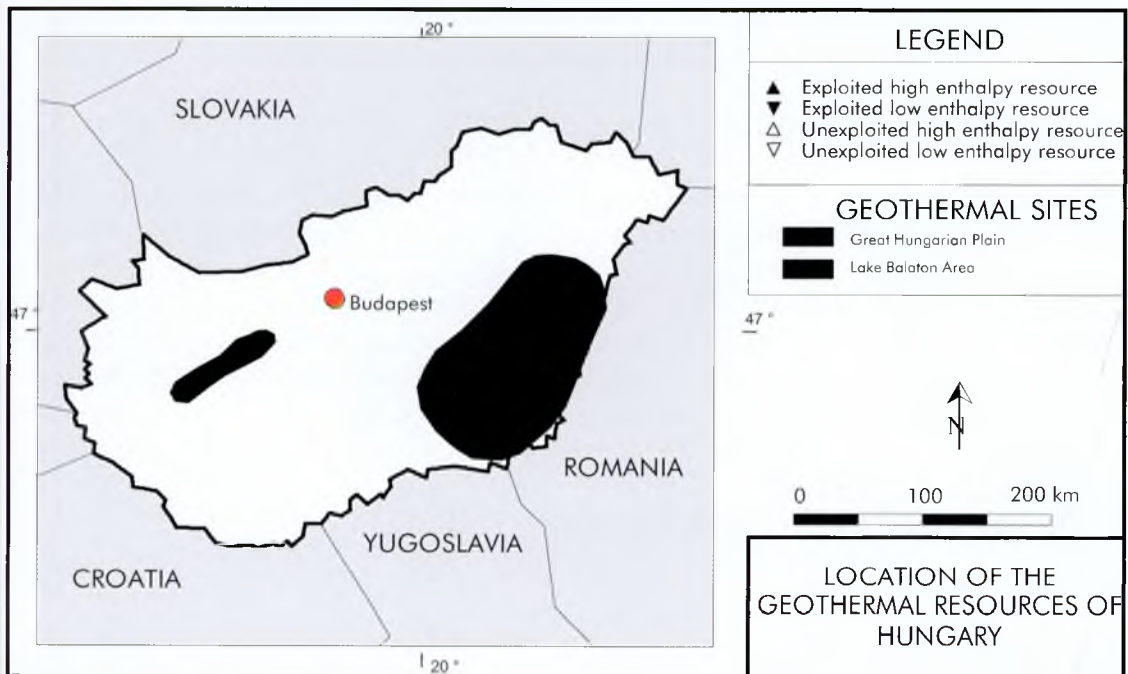 20 °
SLOVAKIA
Budapest
47 °
ROMANIA
YUGOSLAVIA
CROATIA
20 °
LEGEND
▲ Exploited high enthalpy resource
▼ Exploited low enthalpy resource
△ Unexploited high enthalpy resource
▽ Unexploited low enthalpy resource
GEOTHERMAL SITES
Great Hungarian Plain
Lake Balaton Area
47 °
N
0 100 200 km
LOCATION OF THE
GEOTHERMAL RESOURCES OF
HUNGARY